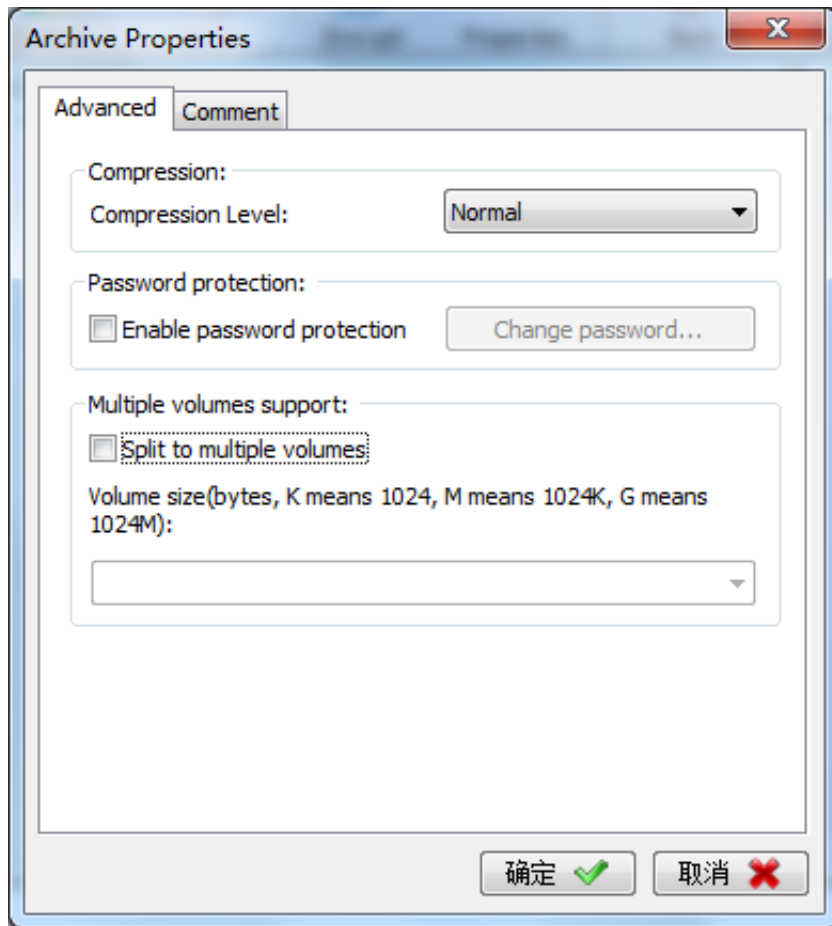 Archive Properties
Advanced
Comment
Compression:
Compression Level:
Normal
Password protection:
Enable password protection
Change password...
Multiple volumes support:
Split to multiple volumes
Volume size(bytes, K means 1024, M means 1024K, G means
1024M):
确定
取消